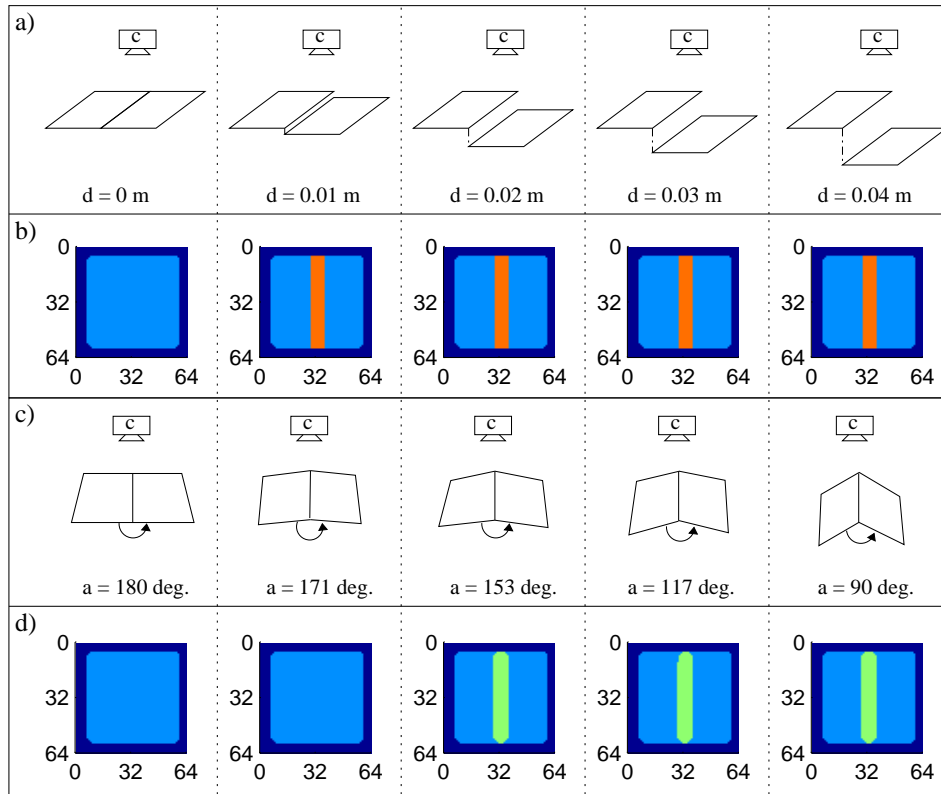 a)
c c c c c
d = 0 m d = 0.01 m d = 0.02 m d = 0.03 m d = 0.04 m
b)
0 0 0 0 0
32 32 32 32 32
64 64 64 64 64
0 32 64 0 32 64 0 32 64 0 32 64 0 32 64
c)
c c c c c
a = 180 deg. a = 171 deg. a = 153 deg. a = 117 deg. a = 90 deg.
d)
0 0 0 0 0
32 32 32 32 32
64 64 64 64 64
0 32 64 0 32 64 0 32 64 0 32 64 0 32 64